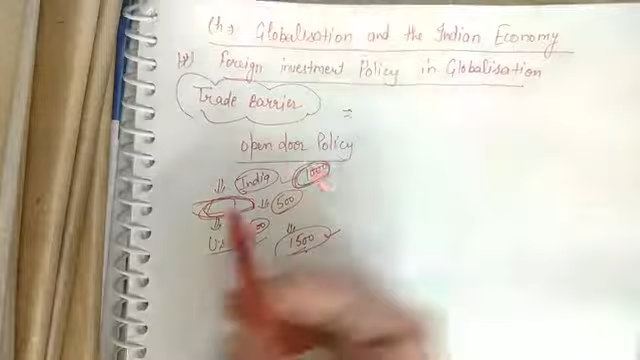 Ch:> Globalisation and the Indian Economy
Foreign investment Policy in Globalisation
Trade Barrier =
open door Policy
India 1000
500
1500